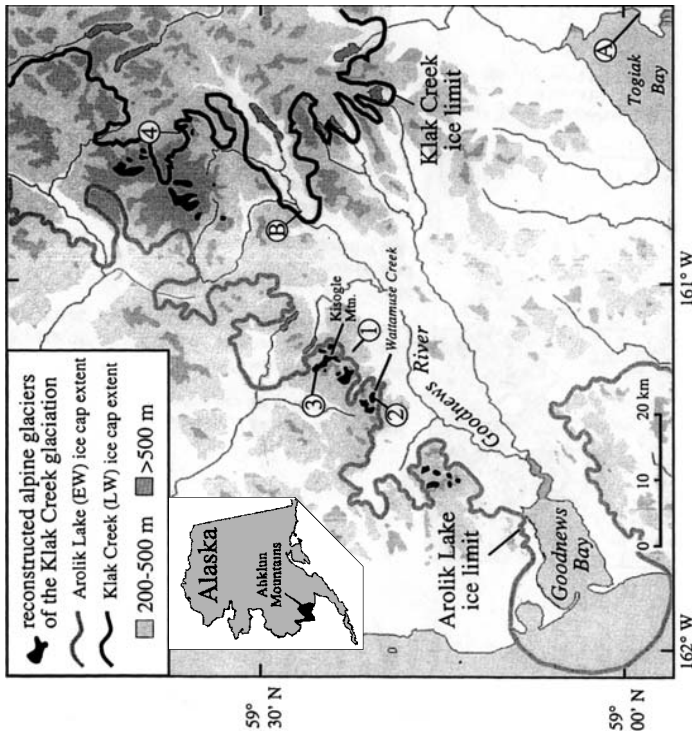 reconstructed alpine glaciers
of the Klak Creek glaciation
Arolik Lake (EW) ice cap extent
Klak Creek (LW) ice cap extent
200-500 m
>500 m
Alaska
Ahklun
Mountains
4
B
Klak Creek
ice limit
A
Togiak
Bay
Kisogle
Mtn.
1
Wattamuse Creek
3
2
Goodnews River
Arolik Lake
ice limit
Goodnews
Bay
0 10 20 km
59°
30' N
59°
00' N
162° W
161° W